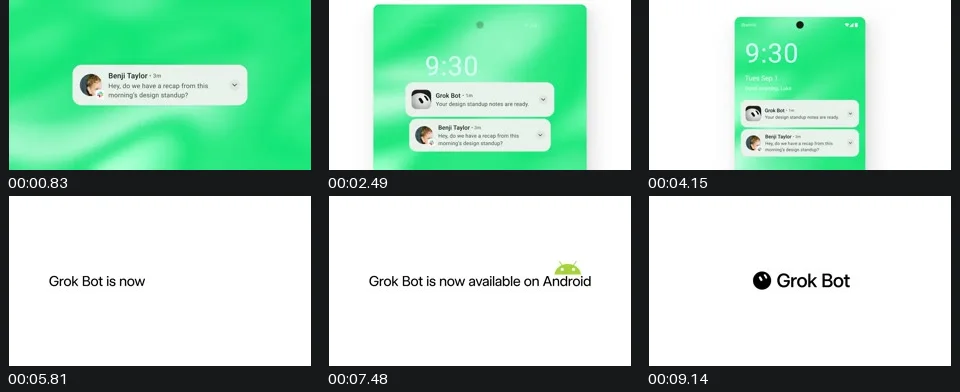 Benji Taylor • 3m
Hey, do we have a recap from this
morning's design standup?
00:00.83
9:30
Grok Bot • 1m
Your design standup notes are ready.
Benji Taylor • 3m
Hey, do we have a recap from this
morning's design standup?
00:02.49
9:30
Tues Sep 1
Grok Bot • 1m
Your design standup notes are ready.
Benji Taylor • 3m
Hey, do we have a recap from this
morning's design standup?
00:04.15
Grok Bot is now
00:05.81
Grok Bot is now available on Android
00:07.48
Grok Bot
00:09.14